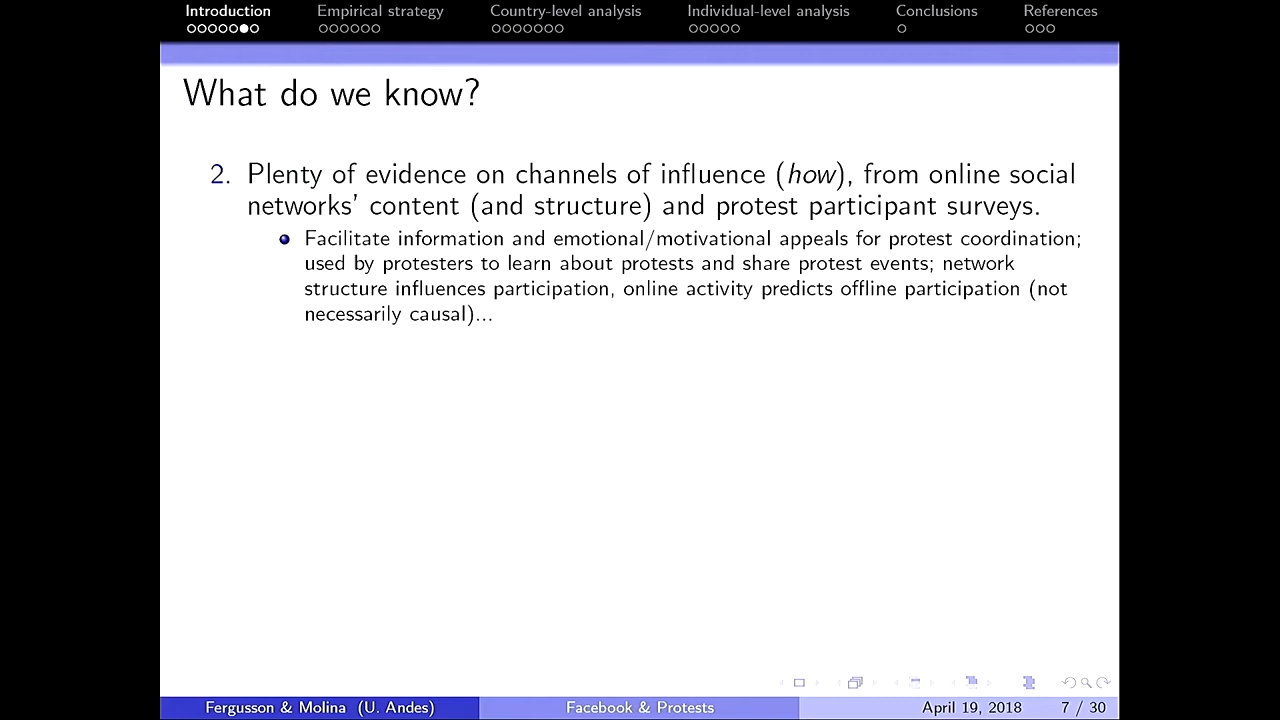 Introduction Empirical strategy Country-level analysis Individual-level analysis Conclusions References
What do we know?
2. Plenty of evidence on channels of influence (how), from online social
networks' content (and structure) and protest participant surveys.
Facilitate information and emotional/motivational appeals for protest coordination;
used by protesters to learn about protests and share protest events; network
structure influences participation, online activity predicts offline participation (not
necessarily causal)...
Fergusson & Molina (U. Andes) Facebook & Protests April 19, 2018 7 / 30